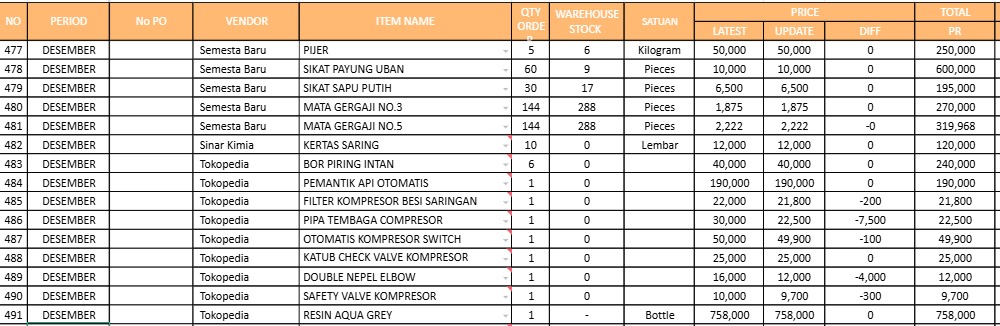 NO PERIOD No PO VENDOR ITEM NAME QTY ORDER WAREHOUSE STOCK SATUAN PRICE TOTAL
LATEST UPDATE DIFF PR
477 DESEMBER Semesta Baru PIJER 5 6 Kilogram 50,000 50,000 0 250,000
478 DESEMBER Semesta Baru SIKAT PAYUNG UBAN 60 9 Pieces 10,000 10,000 0 600,000
479 DESEMBER Semesta Baru SIKAT SAPU PUTIH 30 17 Pieces 6,500 6,500 0 195,000
480 DESEMBER Semesta Baru MATA GERGAJI NO.3 144 288 Pieces 1,875 1,875 0 270,000
481 DESEMBER Semesta Baru MATA GERGAJI NO.5 144 288 Pieces 2,222 2,222 -0 319,968
482 DESEMBER Sinar Kimia KERTAS SARING 10 0 Lembar 12,000 12,000 0 120,000
483 DESEMBER Tokopedia BOR PIRING INTAN 6 0 40,000 40,000 0 240,000
484 DESEMBER Tokopedia PEMANTIK API OTOMATIS 1 0 190,000 190,000 0 190,000
485 DESEMBER Tokopedia FILTER KOMPRESOR BESI SARINGAN 1 0 22,000 21,800 -200 21,800
486 DESEMBER Tokopedia PIPA TEMBAGA COMPRESOR 1 0 30,000 22,500 -7,500 22,500
487 DESEMBER Tokopedia OTOMATIS KOMPRESOR SWITCH 1 0 50,000 49,900 -100 49,900
488 DESEMBER Tokopedia KATUB CHECK VALVE KOMPRESOR 1 0 25,000 25,000 0 25,000
489 DESEMBER Tokopedia DOUBLE NEPEL ELBOW 1 0 16,000 12,000 -4,000 12,000
490 DESEMBER Tokopedia SAFETY VALVE KOMPRESOR 1 0 10,000 9,700 -300 9,700
491 DESEMBER Tokopedia RESIN AQUA GREY 1 - Bottle 758,000 758,000 0 758,000